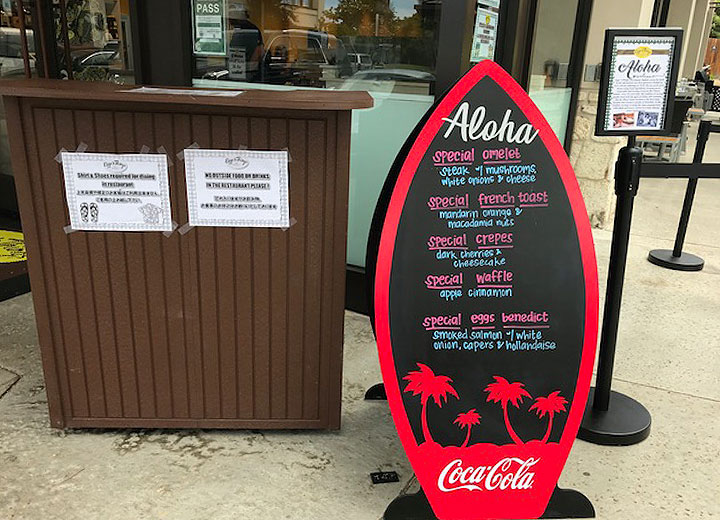 PASS
Shirt & Shoes required for dining
in restaurant
NO OUTSIDE FOOD OR DRINKS
IN THE RESTAURANT PLEASE!
Aloha
special omelet
steak w/ mushrooms,
white onions & cheese
special french toast
mandarin orange &
macadamia nuts
special crepes
dark cherries &
cheesecake
special waffle
apple cinnamon
special eggs benedict
smoked salmon w/ white
onion, capers & hollandaise
Coca-Cola
Aloha